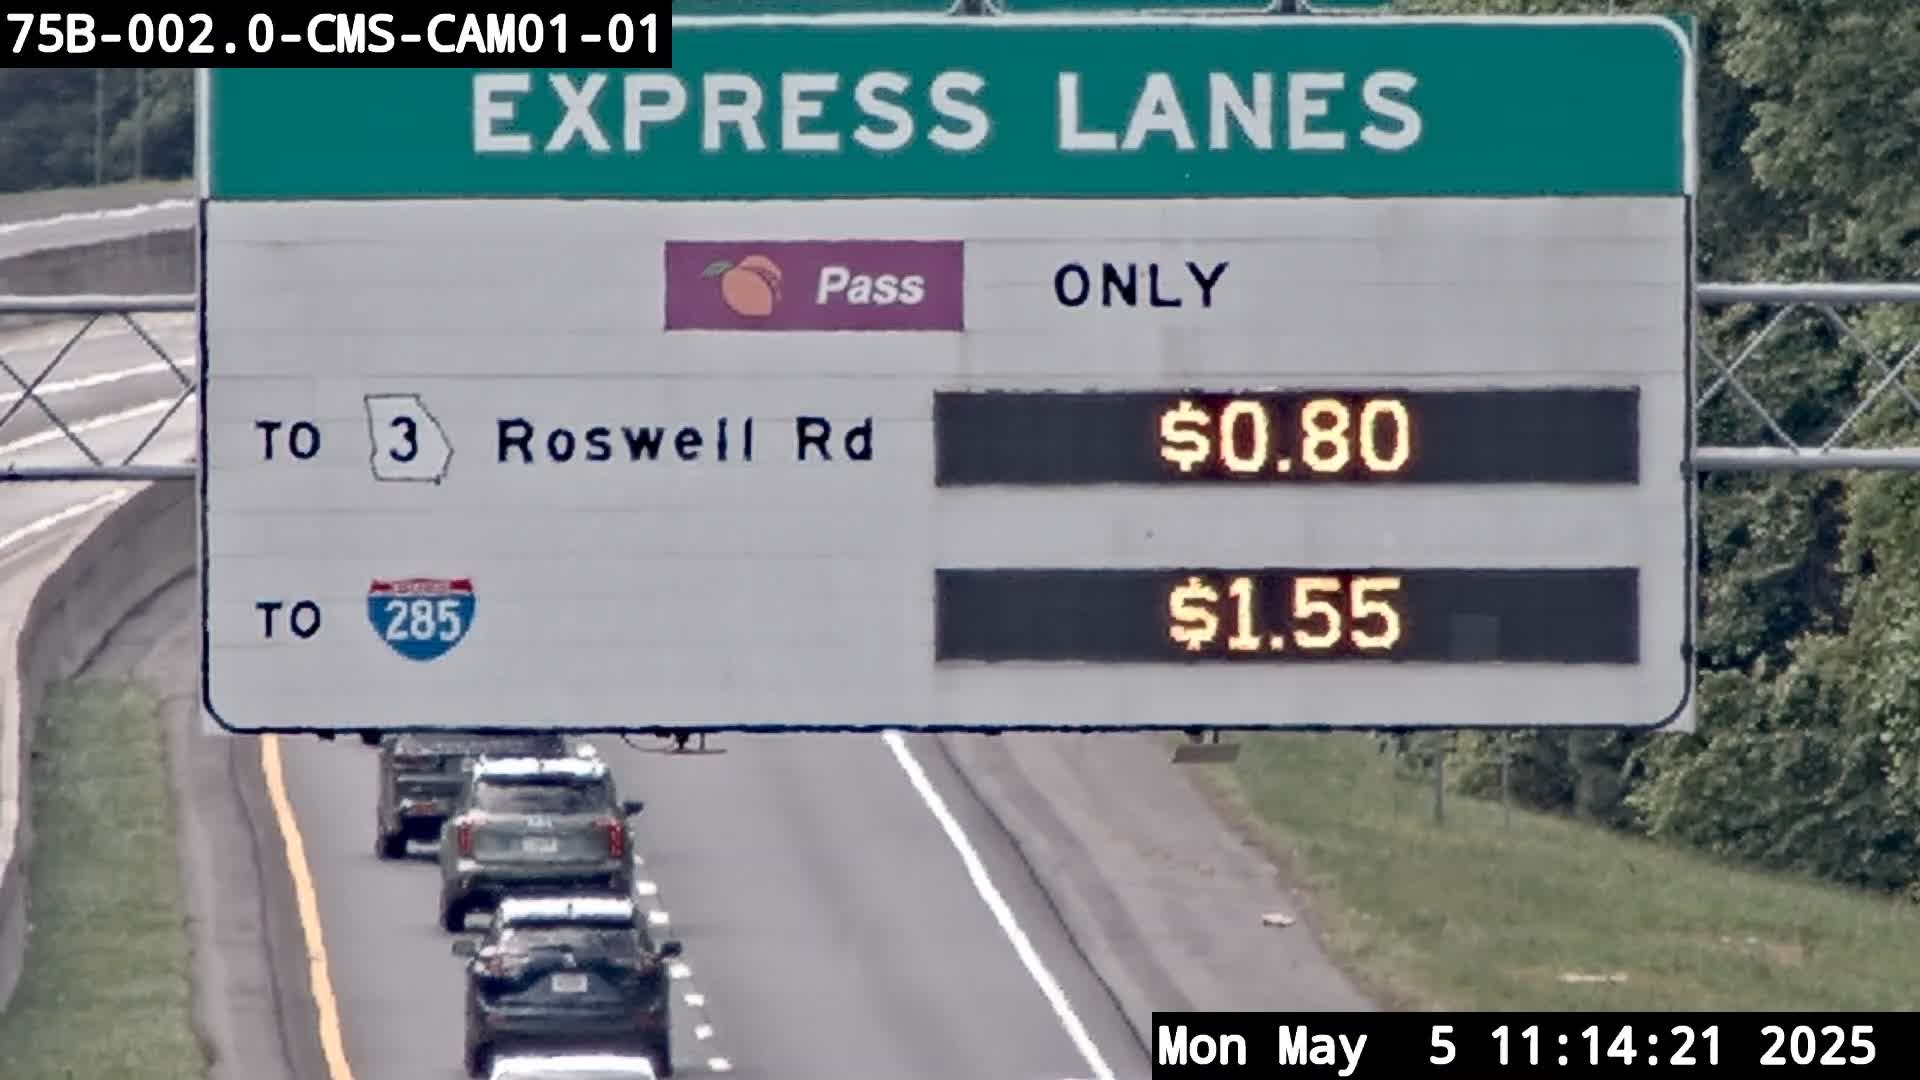 75B-002.0-CMS-CAM01-01
EXPRESS LANES
Pass ONLY
TO 3 Roswell Rd $0.80
TO 285 $1.55
Mon May 5 11:14:21 2025